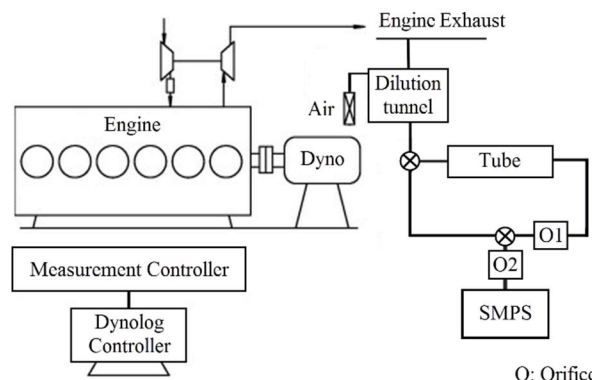 Engine Exhaust
Dilution
tunnel
Air
Engine
Dyno
Tube
O1
O2
SMPS
Measurement Controller
Dynolog
Controller
O: Orifice